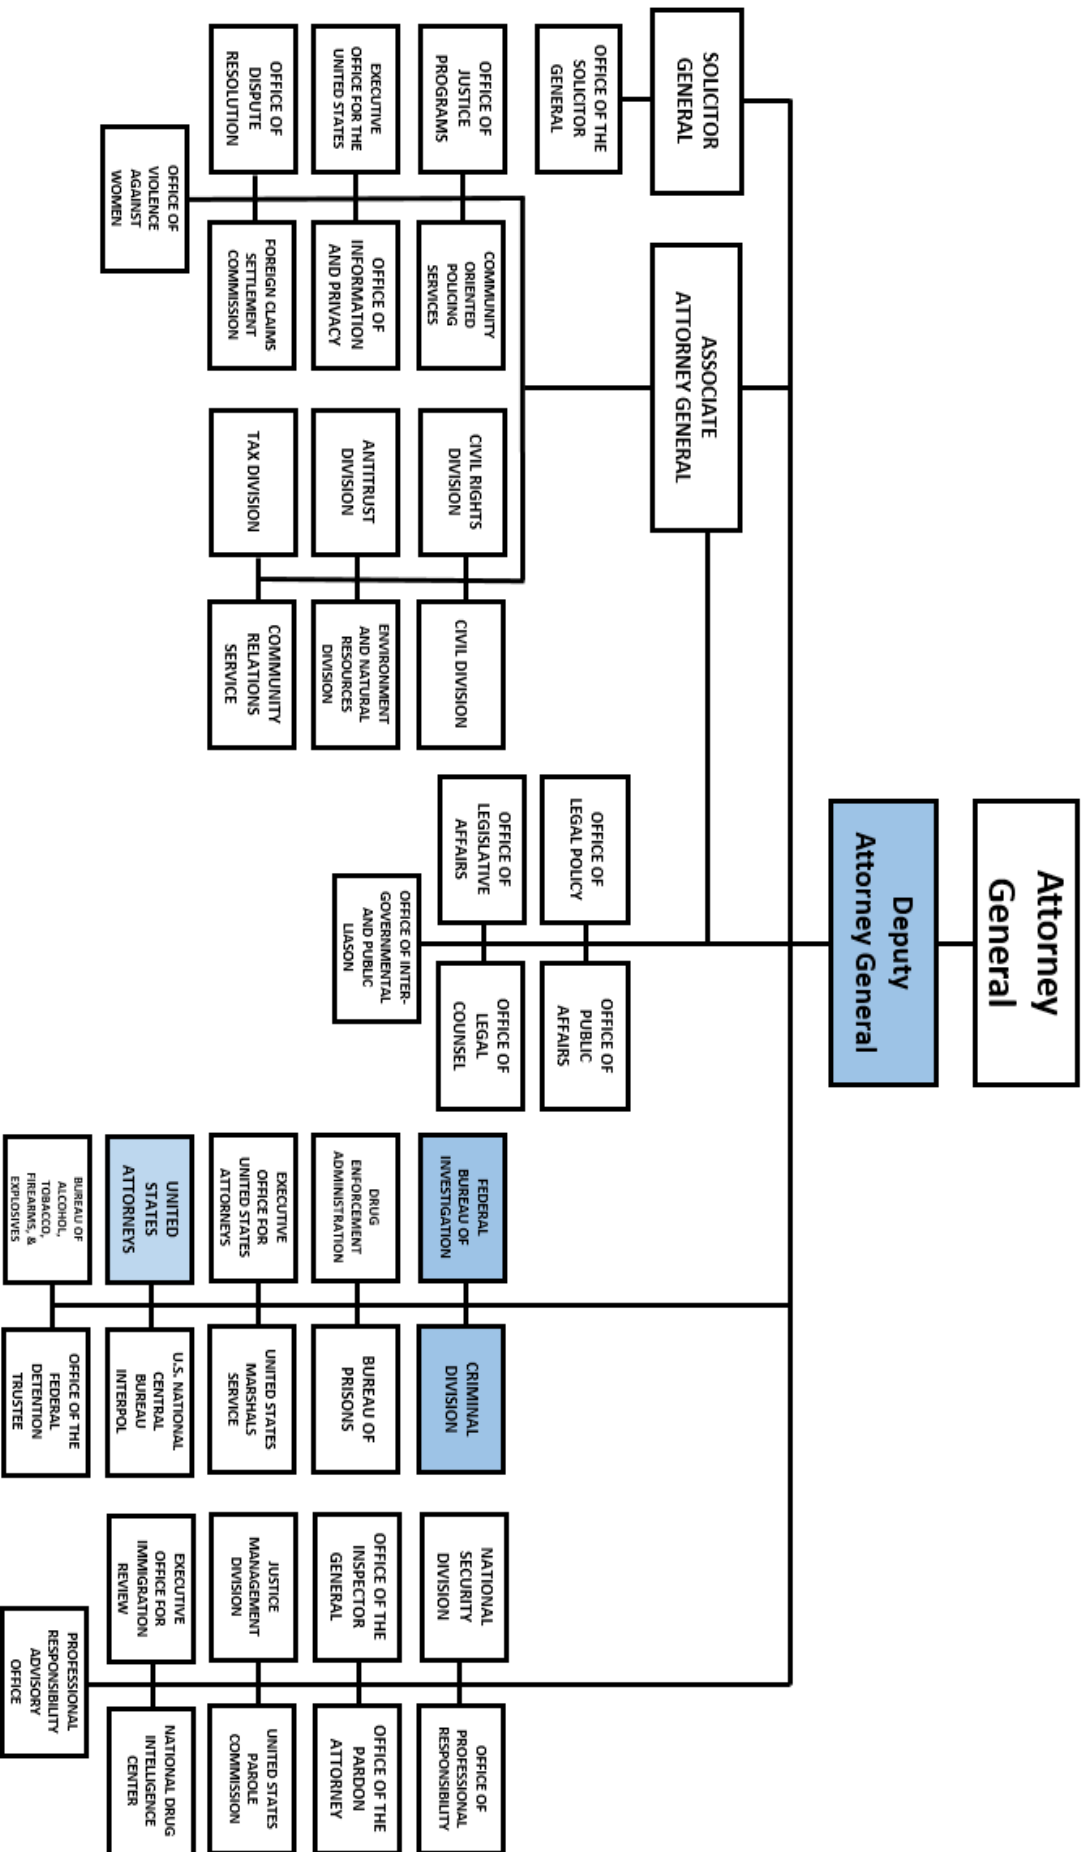 Attorney
General
Deputy
Attorney General
SOLICITOR
GENERAL
ASSOCIATE
ATTORNEY GENERAL
OFFICE OF THE
SOLICITOR
GENERAL
OFFICE OF
JUSTICE
PROGRAMS
COMMUNITY
ORIENTED
POLICING
SERVICES
EXECUTIVE
OFFICE FOR THE
UNITED STATES
OFFICE OF
INFORMATION
AND PRIVACY
OFFICE OF
DISPUTE
RESOLUTION
FOREIGN CLAIMS
SETTLEMENT
COMMISSION
OFFICE OF
VIOLENCE
AGAINST
WOMEN
CIVIL RIGHTS
DIVISION
CIVIL DIVISION
ANTITRUST
DIVISION
ENVIRONMENT
AND NATURAL
RESOURCES
DIVISION
TAX DIVISION
COMMUNITY
RELATIONS
SERVICE
OFFICE OF
LEGAL POLICY
OFFICE OF
PUBLIC
AFFAIRS
OFFICE OF
LEGISLATIVE
AFFAIRS
OFFICE OF
LEGAL
COUNSEL
OFFICE OF INTER-
GOVERNMENTAL
AND PUBLIC
LIASON
FEDERAL
BUREAU OF
INVESTIGATION
CRIMINAL
DIVISION
DRUG
ENFORCEMENT
ADMINISTRATION
BUREAU OF
PRISONS
EXECUTIVE
OFFICE FOR
UNITED STATES
ATTORNEYS
UNITED STATES
MARSHALS
SERVICE
UNITED
STATES
ATTORNEYS
U.S. NATIONAL
CENTRAL
BUREAU
INTERPOL
BUREAU OF
ALCOHOL,
TOBACCO,
FIREARMS, &
EXPLOSIVES
OFFICE OF THE
FEDERAL
DETENTION
TRUSTEE
NATIONAL
SECURITY
DIVISION
OFFICE OF
PROFESSIONAL
RESPONSIBILITY
OFFICE OF THE
INSPECTOR
GENERAL
OFFICE OF THE
PARDON
ATTORNEY
JUSTICE
MANAGEMENT
DIVISION
UNITED STATES
PAROLE
COMMISSION
EXECUTIVE
OFFICE FOR
IMMIGRATION
REVIEW
NATIONAL DRUG
INTELLIGENCE
CENTER
PROFESSIONAL
RESPONSIBILITY
ADVISORY
OFFICE